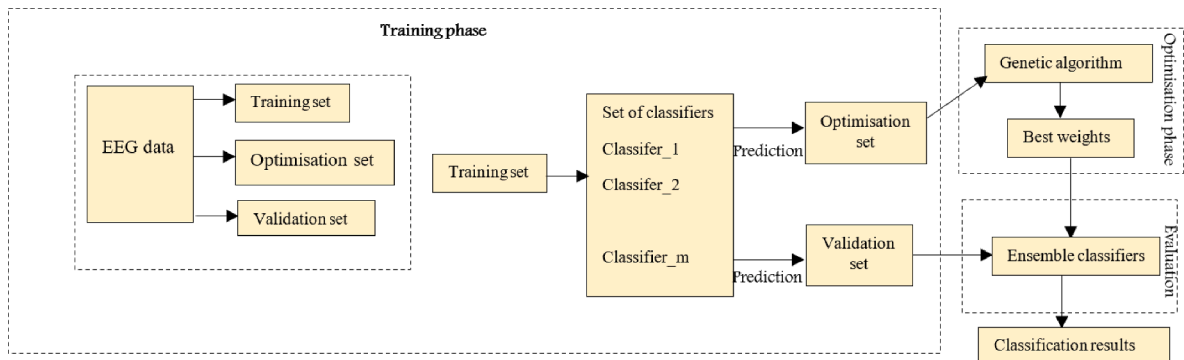 Training phase
EEG data
Training set
Optimisation set
Validation set
Training set
Set of classifiers
Classifer_1
Classifer_2
Classifier_m
Prediction
Prediction
Optimisation
set
Validation
set
Optimisation phase
Genetic algorithm
Best weights
Evaluation
Ensemble classifiers
Classification results